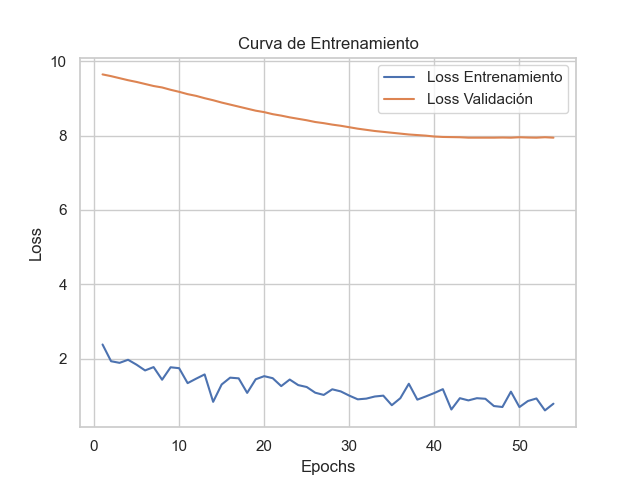 Curva de Entrenamiento
10
8
6
4
2
Loss
Loss Entrenamiento
Loss Validación
0 10 20 30 40 50
Epochs